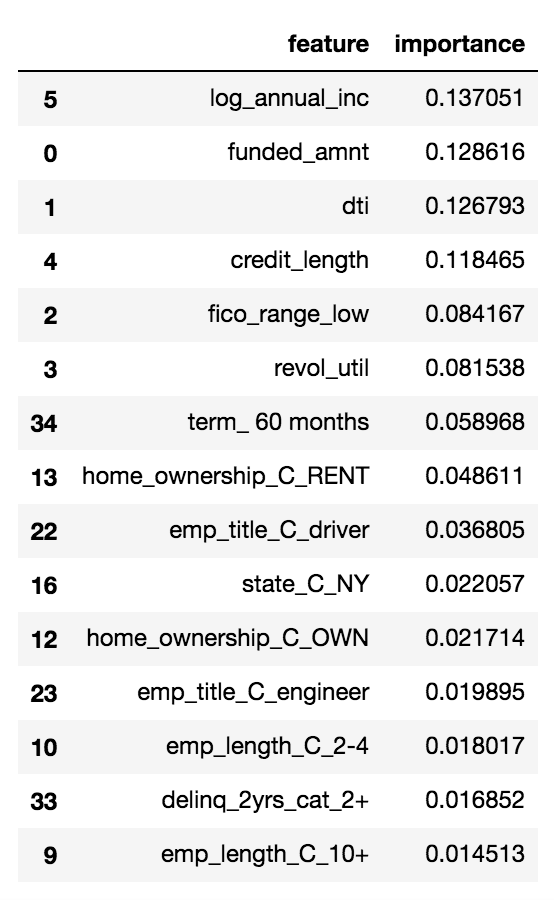 feature importance
5 log_annual_inc 0.137051
0 funded_amnt 0.128616
1 dti 0.126793
4 credit_length 0.118465
2 fico_range_low 0.084167
3 revol_util 0.081538
34 term_ 60 months 0.058968
13 home_ownership_C_RENT 0.048611
22 emp_title_C_driver 0.036805
16 state_C_NY 0.022057
12 home_ownership_C_OWN 0.021714
23 emp_title_C_engineer 0.019895
10 emp_length_C_2-4 0.018017
33 delinq_2yrs_cat_2+ 0.016852
9 emp_length_C_10+ 0.014513